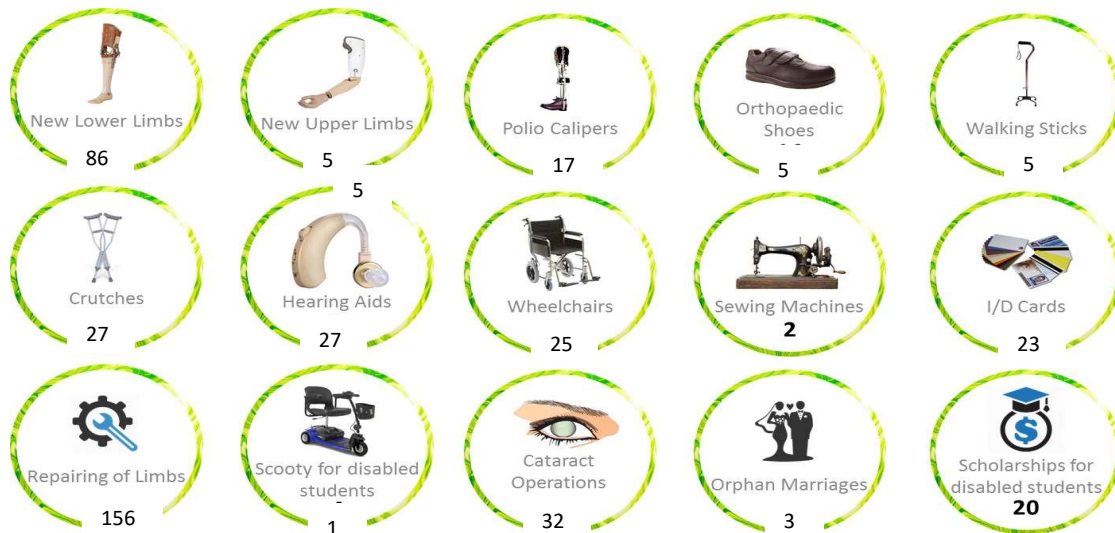 New Lower Limbs
86
New Upper Limbs
5
5
Polio Calipers
17
Orthopaedic
Shoes
5
Walking Sticks
5
Crutches
27
Hearing Aids
27
Wheelchairs
25
Sewing Machines
2
I/D Cards
23
Repairing of Limbs
156
Scooty for disabled
students
1
Cataract
Operations
32
Orphan Marriages
3
Scholarships for
disabled students
20